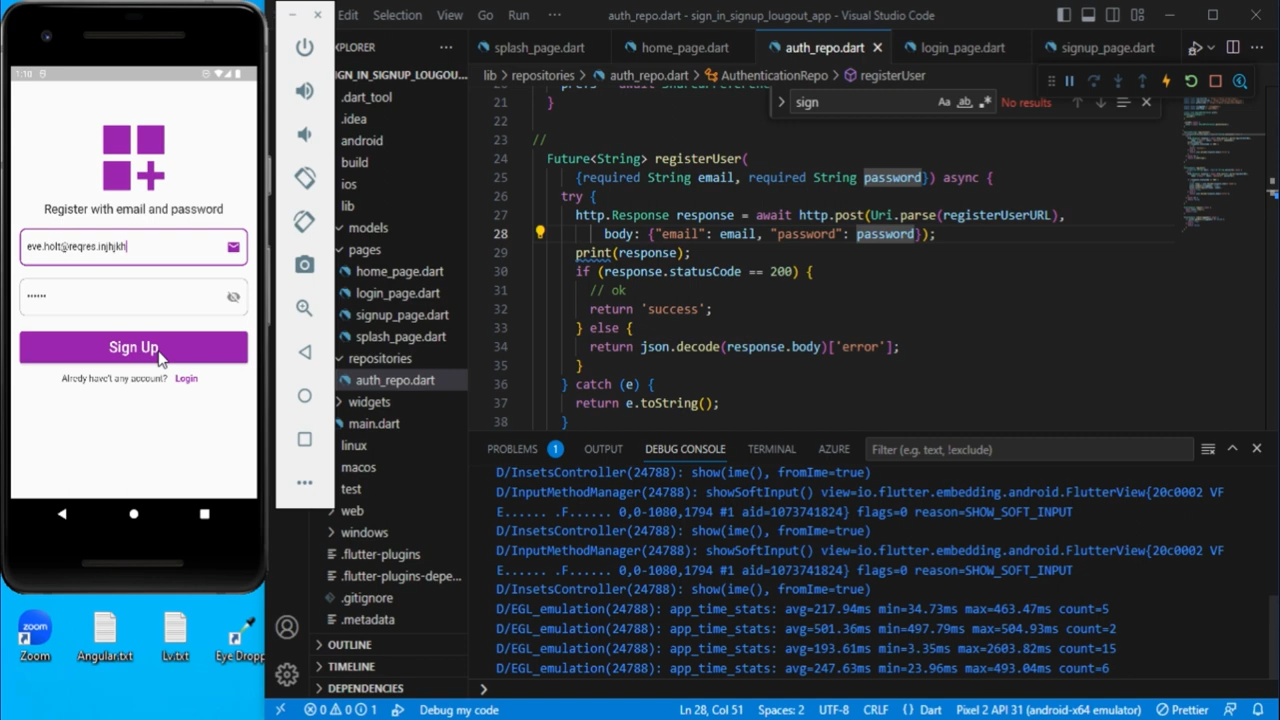 1:10
Register with email and password
eve.holt@reqres.injhjkh
••••••
Sign Up
Alredy have't any account? Login
Zoom
Angular.txt
Lv.txt
Eye Dropp
Edit Selection View Go Run ···
auth_repo.dart - sign_in_signup_lougout_app - Visual Studio Code
XPLORER ···
IGN_IN_SIGNUP_LOUGOU...
.dart_tool
.idea
android
build
ios
lib
models
pages
home_page.dart
login_page.dart
signup_page.dart
splash_page.dart
repositories
auth_repo.dart
widgets
main.dart
linux
macos
test
web
windows
.flutter-plugins
.flutter-plugins-depe...
.gitignore
.metadata
OUTLINE
TIMELINE
DEPENDENCIES
splash_page.dart
home_page.dart
auth_repo.dart
login_page.dart
signup_page.dart
lib > repositories > auth_repo.dart > AuthenticationRepo > registerUser
sign
Aa ab .* No results
21 }
22
23 //
24 Future<String> registerUser(
25 {required String email, required String password}) async {
26 try {
27 http.Response response = await http.post(Uri.parse(registerUserURL),
28 body: {"email": email, "password": password});
29 print(response);
30 if (response.statusCode == 200) {
31 // ok
32 return 'success';
33 } else {
34 return json.decode(response.body)['error'];
35 }
36 } catch (e) {
37 return e.toString();
38 }
PROBLEMS 1 OUTPUT DEBUG CONSOLE TERMINAL AZURE Filter (e.g. text, !exclude)
D/InsetsController(24788): show(ime(), fromIme=true)
D/InputMethodManager(24788): showSoftInput() view=io.flutter.embedding.android.FlutterView{20c0002 VF
E...... .F...... 0,0-1080,1794 #1 aid=1073741824} flags=0 reason=SHOW_SOFT_INPUT
D/InsetsController(24788): show(ime(), fromIme=true)
D/InputMethodManager(24788): showSoftInput() view=io.flutter.embedding.android.FlutterView{20c0002 VF
E...... .F...... 0,0-1080,1794 #1 aid=1073741824} flags=0 reason=SHOW_SOFT_INPUT
D/InsetsController(24788): show(ime(), fromIme=true)
D/EGL_emulation(24788): app_time_stats: avg=217.94ms min=34.73ms max=463.47ms count=5
D/EGL_emulation(24788): app_time_stats: avg=501.36ms min=497.79ms max=504.93ms count=2
D/EGL_emulation(24788): app_time_stats: avg=193.61ms min=3.35ms max=2603.82ms count=15
D/EGL_emulation(24788): app_time_stats: avg=247.63ms min=23.96ms max=493.04ms count=6
0 0 1 Debug my code
Ln 28, Col 51 Spaces: 2 UTF-8 CRLF {} Dart Pixel 2 API 31 (android-x64 emulator) Prettier